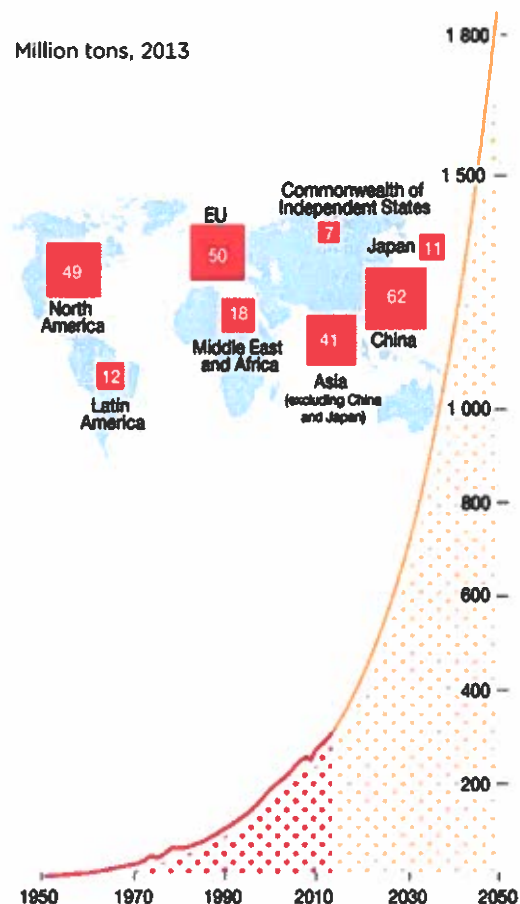 Million tons, 2013
1 800
1 500
Commonwealth of
Independent States
7
EU
50
Japan 11
49
North
America
62
China
18
Middle East
and Africa
41
Asia
(excluding China
and Japan)
12
Latin
America
1 000
800
600
400
200
1950 1970 1990 2010 2030 2050